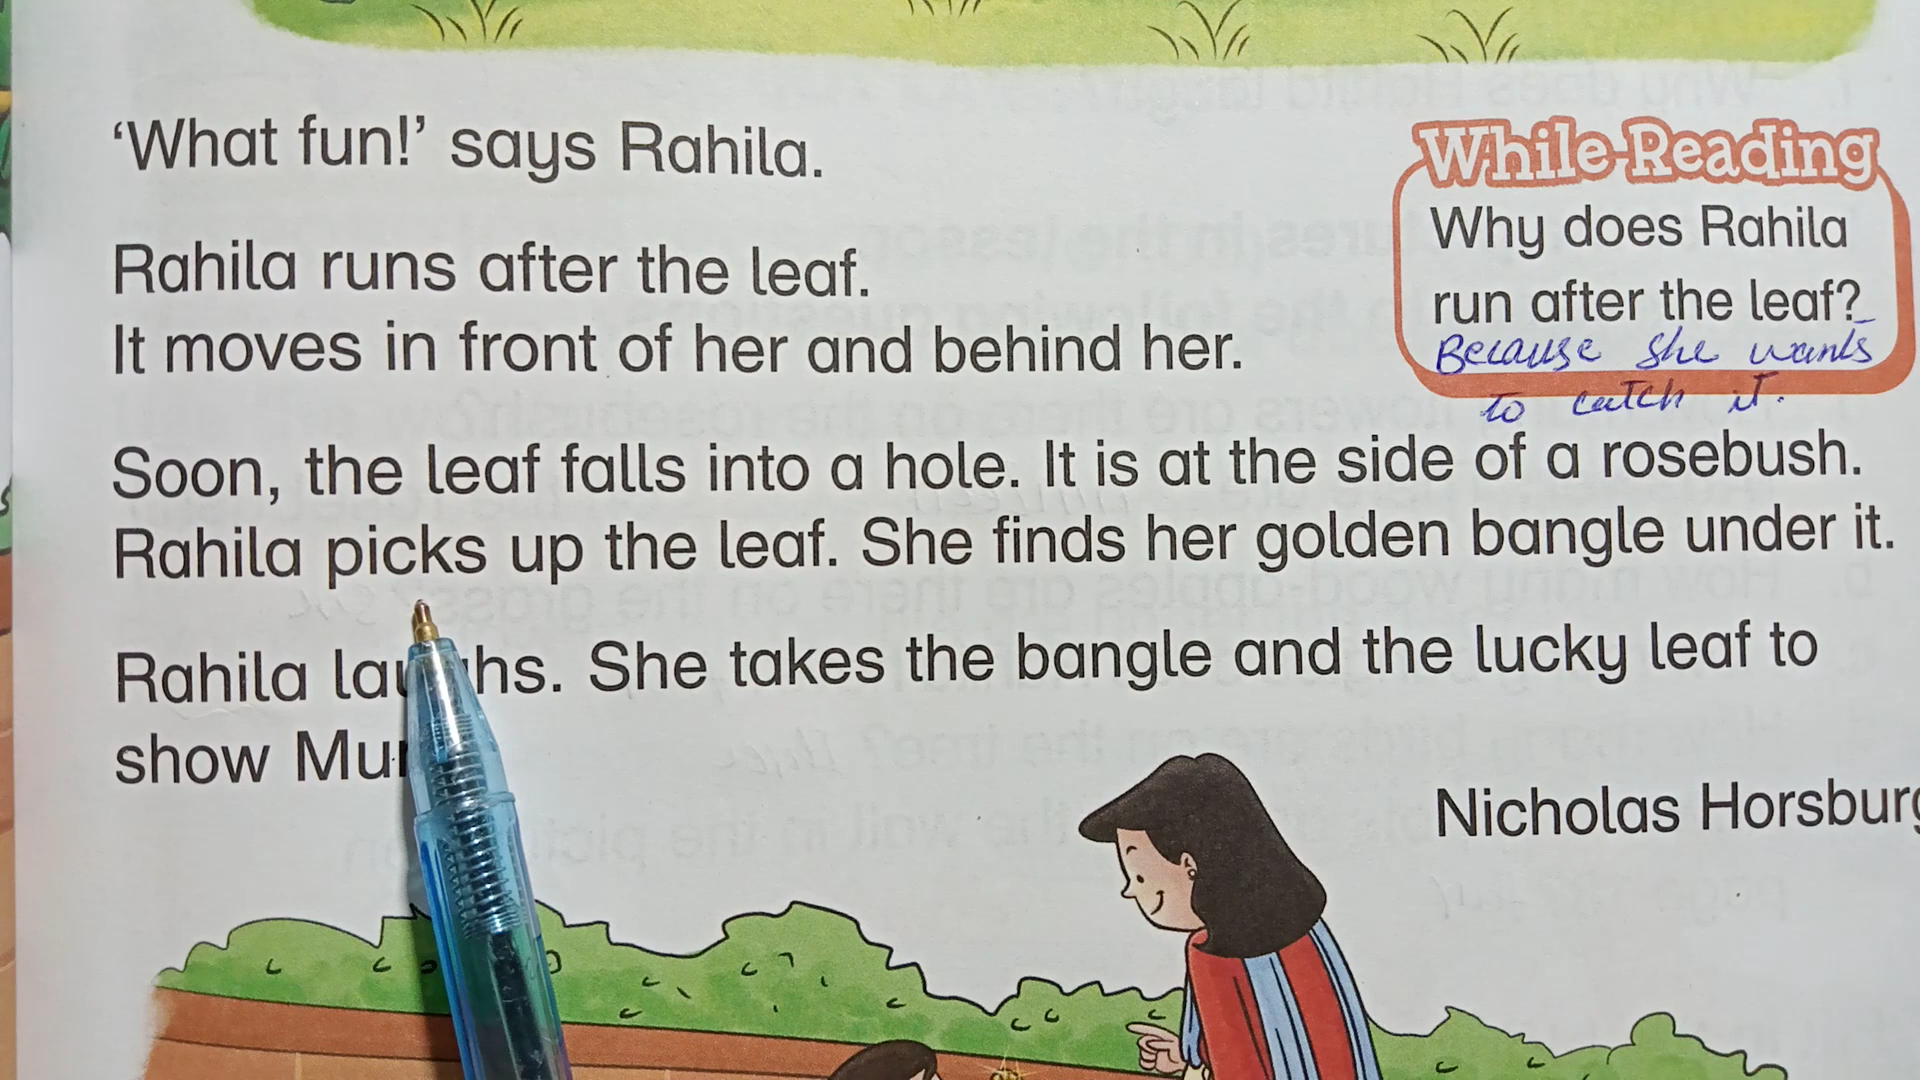 ‘What fun!’ says Rahila.
Rahila runs after the leaf.
It moves in front of her and behind her.
While-Reading
Why does Rahila
run after the leaf?
Because she wants
to catch it.
Soon, the leaf falls into a hole. It is at the side of a rosebush.
Rahila picks up the leaf. She finds her golden bangle under it.
Rahila hs. She takes the bangle and the lucky leaf to
show
Nicholas